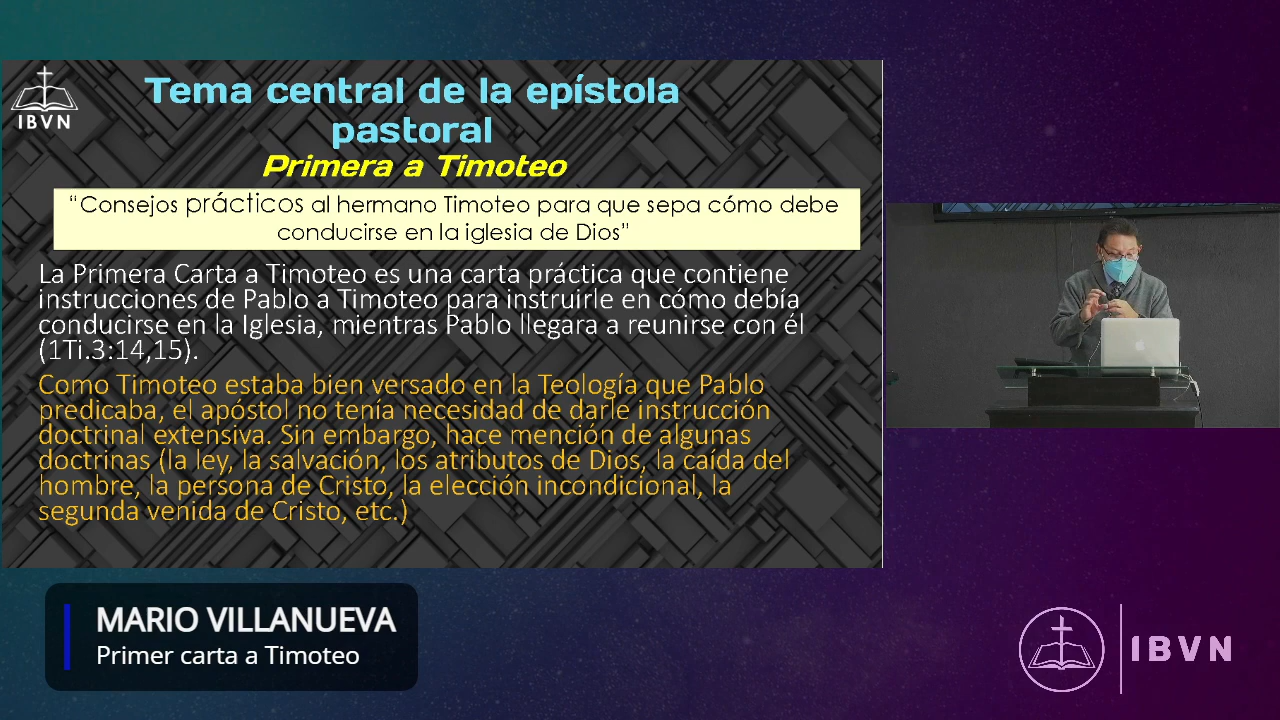 IBVN
Tema central de la epístola
pastoral
Primera a Timoteo
“Consejos prácticos al hermano Timoteo para que sepa cómo debe
conducirse en la iglesia de Dios”
La Primera Carta a Timoteo es una carta práctica que contiene
instrucciones de Pablo a Timoteo para instruirle en cómo debía
conducirse en la Iglesia, mientras Pablo llegara a reunirse con él
(1Ti.3:14,15).
Como Timoteo estaba bien versado en la Teología que Pablo
predicaba, el apóstol no tenía necesidad de darle instrucción
doctrinal extensiva. Sin embargo, hace mención de algunas
doctrinas (la ley, la salvación, los atributos de Dios, la caída del
hombre, la persona de Cristo, la elección incondicional, la
segunda venida de Cristo, etc.)
MARIO VILLANUEVA
Primer carta a Timoteo
IBVN